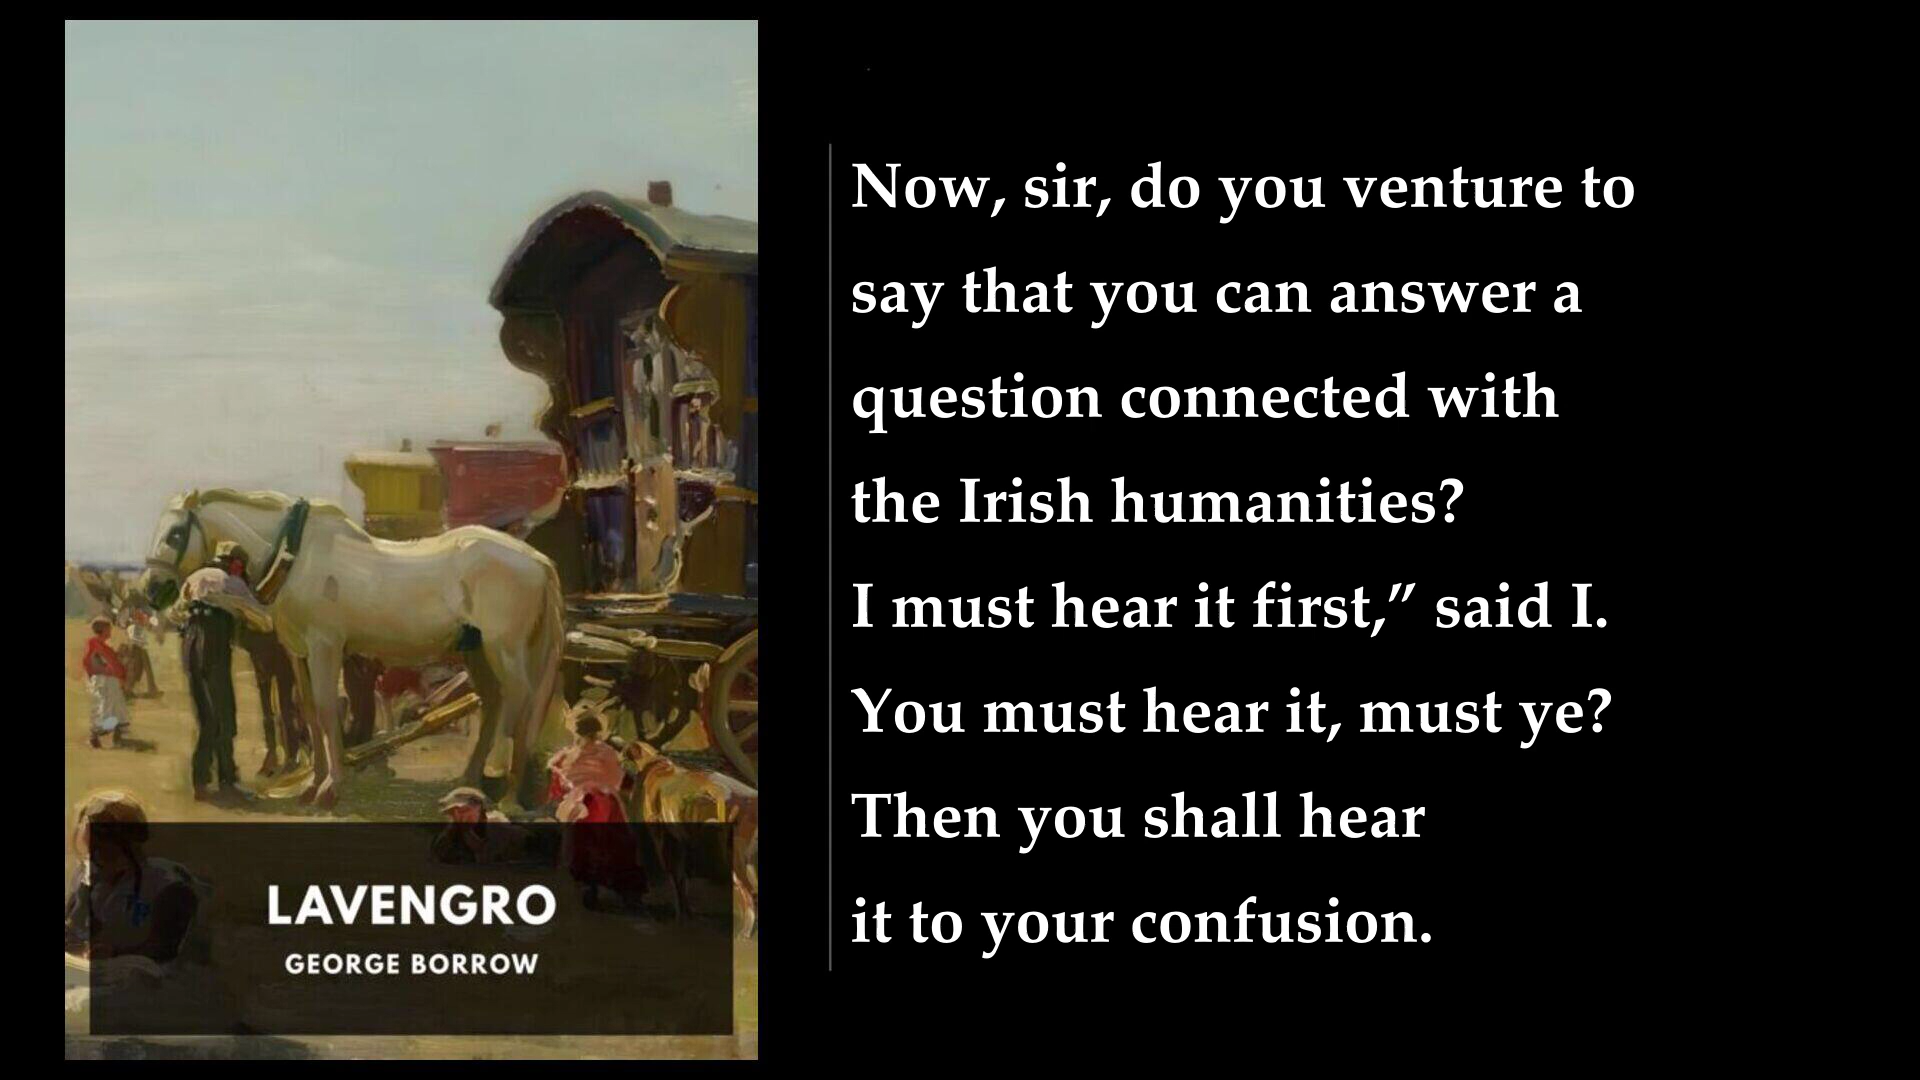 LAVENGRO
GEORGE BORROW
Now, sir, do you venture to
say that you can answer a
question connected with
the Irish humanities?
I must hear it first,” said I.
You must hear it, must ye?
Then you shall hear
it to your confusion.